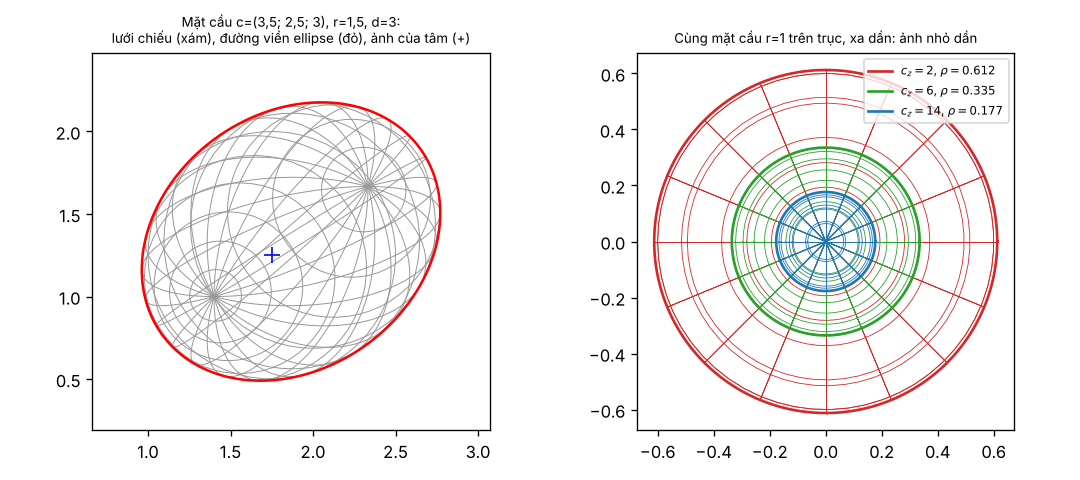 Mặt cầu c=(3,5; 2,5; 3), r=1,5, d=3:
lưới chiếu (xám), đường viền ellipse (đỏ), ảnh của tâm (+)
2.0
1.5
1.0
0.5
1.0 1.5 2.0 2.5 3.0
Cùng mặt cầu r=1 trên trục, xa dần: ảnh nhỏ dần
c_z = 2, ρ = 0.612
c_z = 6, ρ = 0.335
c_z = 14, ρ = 0.177
0.6
0.4
0.2
0.0
−0.2
−0.4
−0.6
−0.6 −0.4 −0.2 0.0 0.2 0.4 0.6